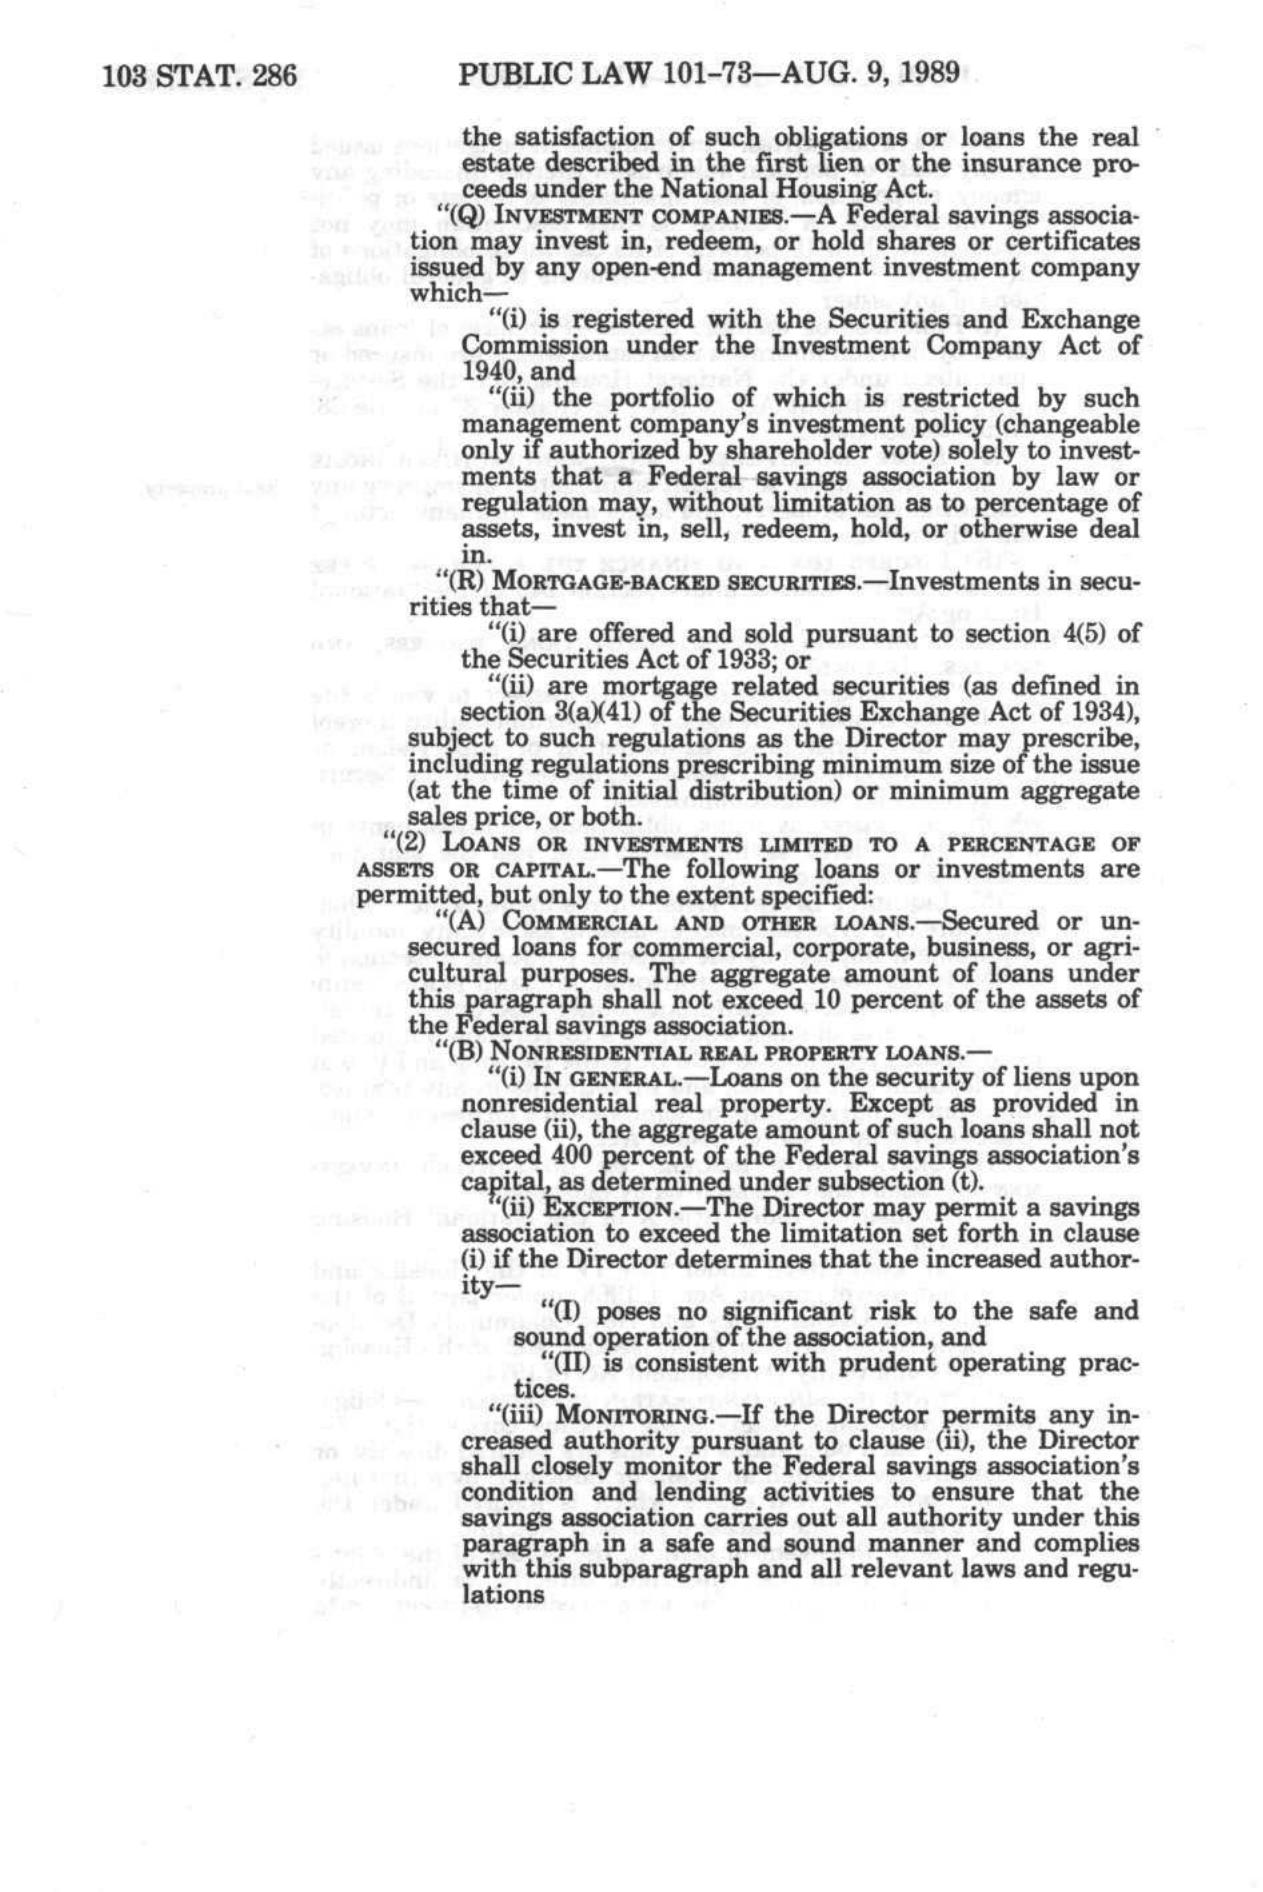 103 STAT. 286 PUBLIC LAW 101–73—AUG. 9, 1989
the satisfaction of such obligations or loans the real
estate described in the first lien or the insurance pro-
ceeds under the National Housing Act.
“(Q) INVESTMENT COMPANIES.—A Federal savings associa-
tion may invest in, redeem, or hold shares or certificates
issued by any open-end management investment company
which—
“(i) is registered with the Securities and Exchange
Commission under the Investment Company Act of
1940, and
“(ii) the portfolio of which is restricted by such
management company’s investment policy (changeable
only if authorized by shareholder vote) solely to invest-
ments that a Federal savings association by law or
regulation may, without limitation as to percentage of
assets, invest in, sell, redeem, hold, or otherwise deal
in.
“(R) MORTGAGE-BACKED SECURITIES.—Investments in secu-
rities that—
“(i) are offered and sold pursuant to section 4(5) of
the Securities Act of 1933; or
“(ii) are mortgage related securities (as defined in
section 3(a)(41) of the Securities Exchange Act of 1934),
subject to such regulations as the Director may prescribe,
including regulations prescribing minimum size of the issue
(at the time of initial distribution) or minimum aggregate
sales price, or both.
“(2) LOANS OR INVESTMENTS LIMITED TO A PERCENTAGE OF
ASSETS OR CAPITAL.—The following loans or investments are
permitted, but only to the extent specified:
“(A) COMMERCIAL AND OTHER LOANS.—Secured or un-
secured loans for commercial, corporate, business, or agri-
cultural purposes. The aggregate amount of loans under
this paragraph shall not exceed 10 percent of the assets of
the Federal savings association.
“(B) NONRESIDENTIAL REAL PROPERTY LOANS.—
“(i) IN GENERAL.—Loans on the security of liens upon
nonresidential real property. Except as provided in
clause (ii), the aggregate amount of such loans shall not
exceed 400 percent of the Federal savings association’s
capital, as determined under subsection (t).
“(ii) EXCEPTION.—The Director may permit a savings
association to exceed the limitation set forth in clause
(i) if the Director determines that the increased author-
ity—
“(I) poses no significant risk to the safe and
sound operation of the association, and
“(II) is consistent with prudent operating prac-
tices.
“(iii) MONITORING.—If the Director permits any in-
creased authority pursuant to clause (ii), the Director
shall closely monitor the Federal savings association’s
condition and lending activities to ensure that the
savings association carries out all authority under this
paragraph in a safe and sound manner and complies
with this subparagraph and all relevant laws and regu-
lations